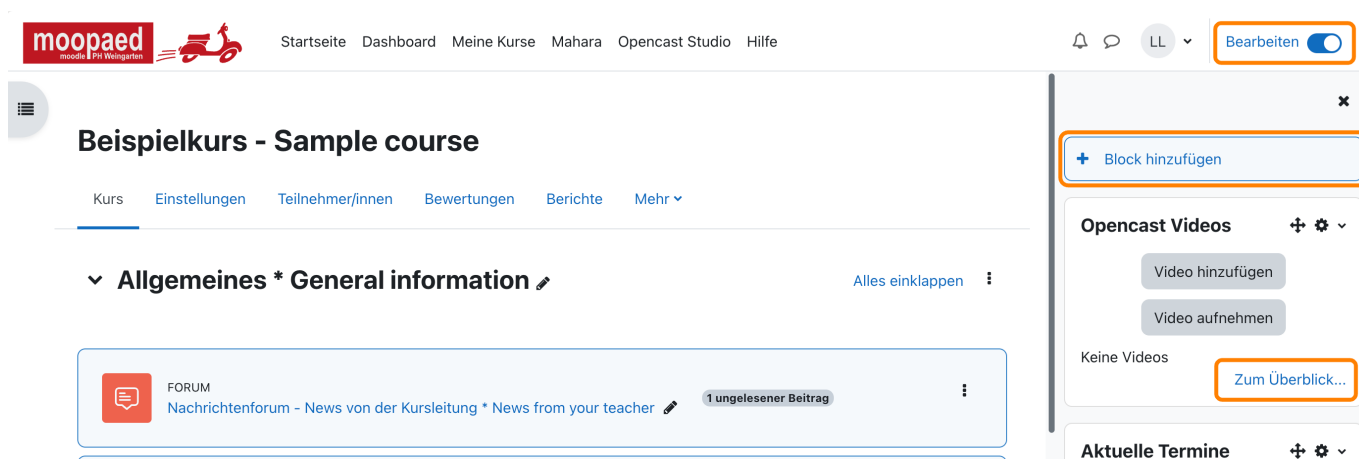 moopaed
moodle PH Weingarten
Startseite Dashboard Meine Kurse Mahara Opencast Studio Hilfe
LL
Bearbeiten
Beispielkurs - Sample course
Kurs Einstellungen Teilnehmer/innen Bewertungen Berichte Mehr
Allgemeines * General information
Alles einklappen
FORUM
Nachrichtenforum - News von der Kursleitung * News from your teacher
1 ungelesener Beitrag
+ Block hinzufügen
Opencast Videos
Video hinzufügen
Video aufnehmen
Keine Videos
Zum Überblick...
Aktuelle Termine